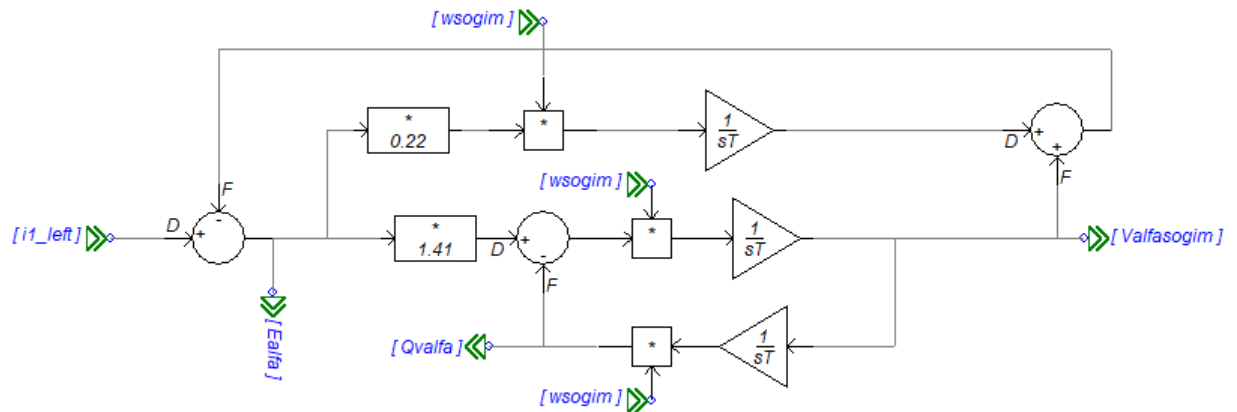 [ wsogim ]
F
*
0.22
*
1
sT
+
D
+
F
[ wsogim ]
[ i1_left ]
D
+
-
*
1.41
D
+
-
F
*
1
sT
[ Valfasogim ]
[ Ealfa ]
[ Qvalfa ]
*
1
sT
[ wsogim ]